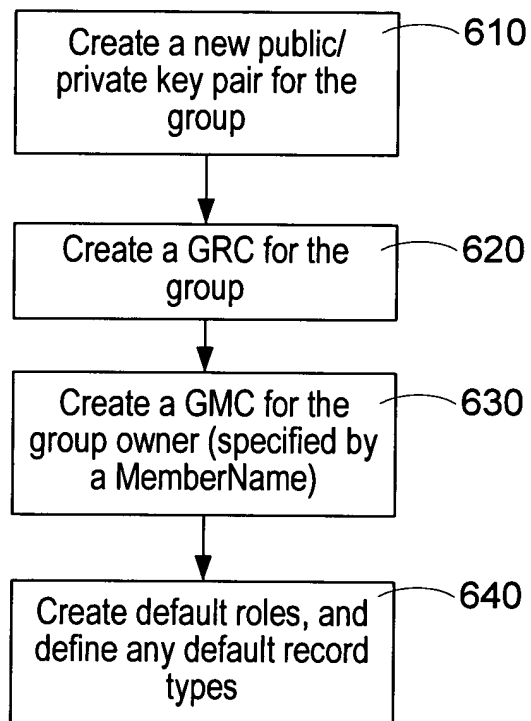 Create a new public/
private key pair for the
group
610
Create a GRC for the
group
620
Create a GMC for the
group owner (specified by
a MemberName)
630
Create default roles, and
define any default record
types
640